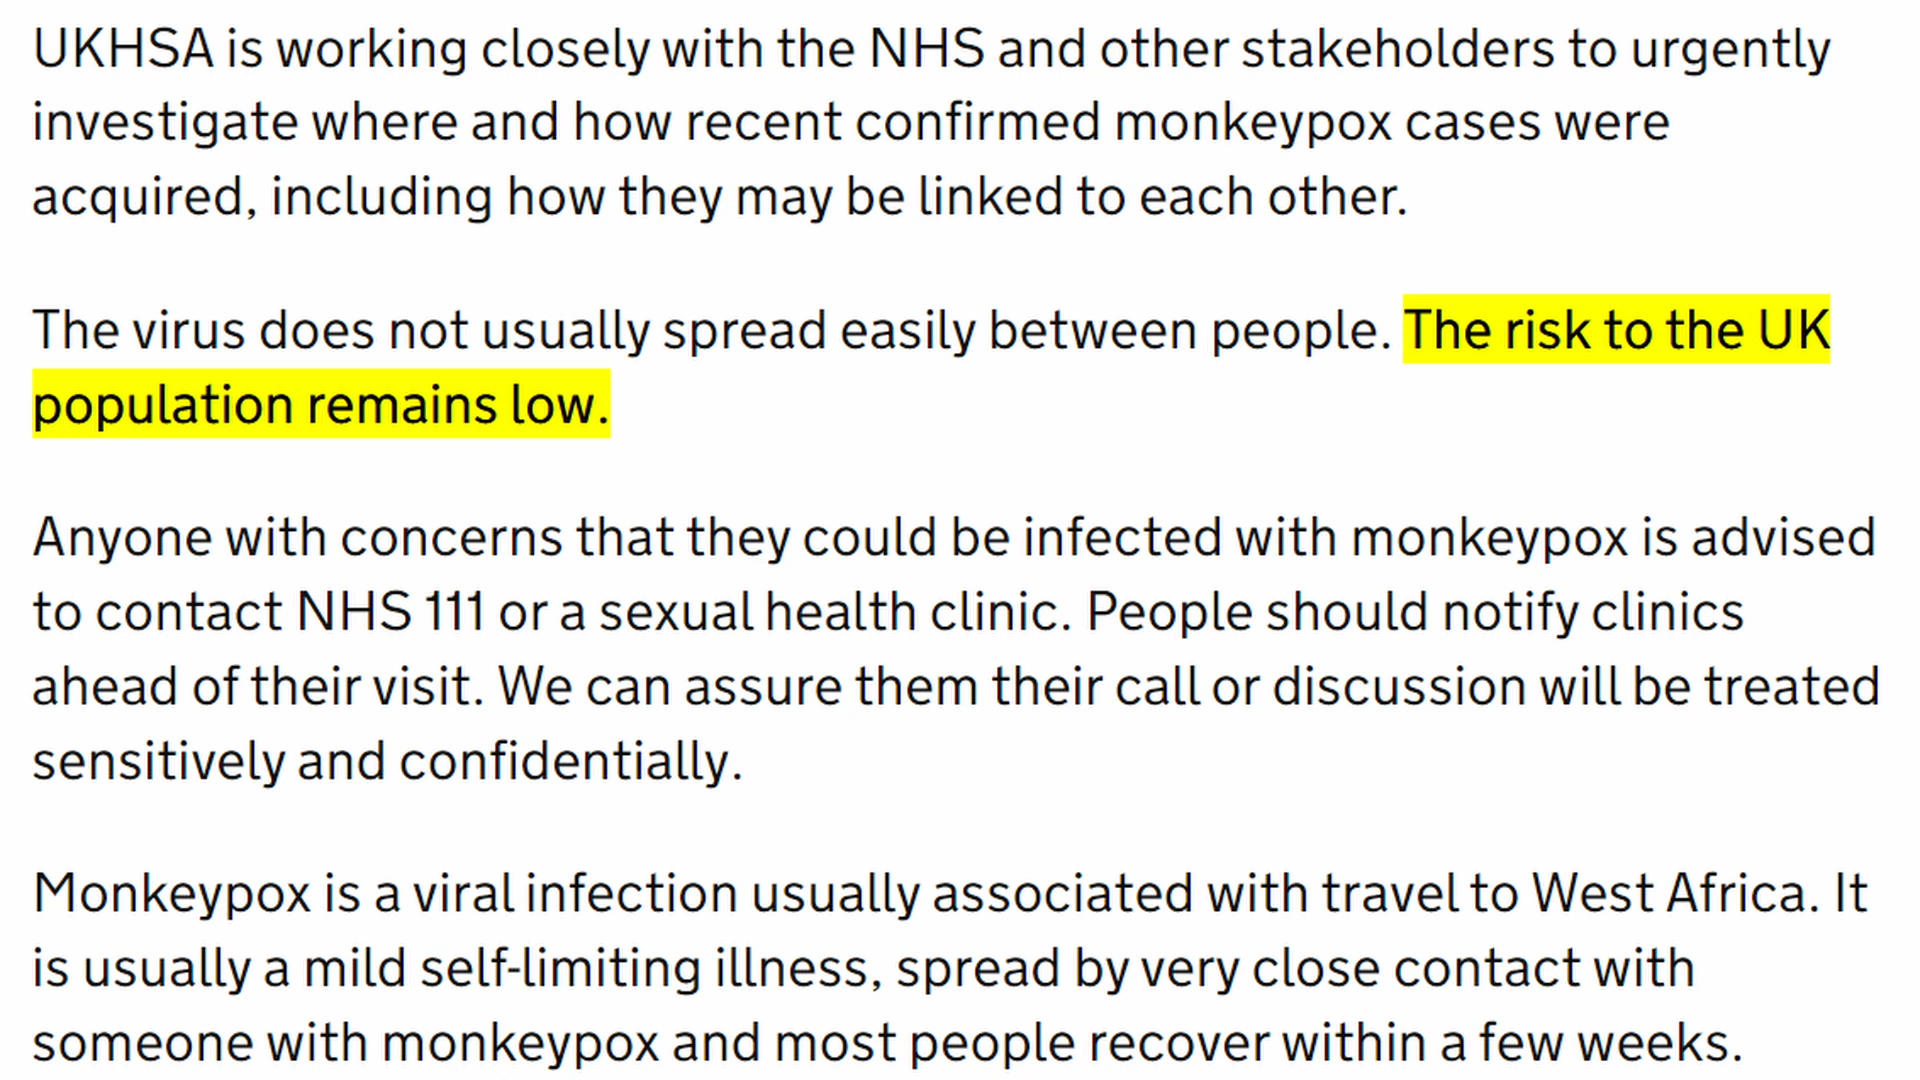 UKHSA is working closely with the NHS and other stakeholders to urgently
investigate where and how recent confirmed monkeypox cases were
acquired, including how they may be linked to each other.
The virus does not usually spread easily between people. The risk to the UK
population remains low.
Anyone with concerns that they could be infected with monkeypox is advised
to contact NHS 111 or a sexual health clinic. People should notify clinics
ahead of their visit. We can assure them their call or discussion will be treated
sensitively and confidentially.
Monkeypox is a viral infection usually associated with travel to West Africa. It
is usually a mild self-limiting illness, spread by very close contact with
someone with monkeypox and most people recover within a few weeks.